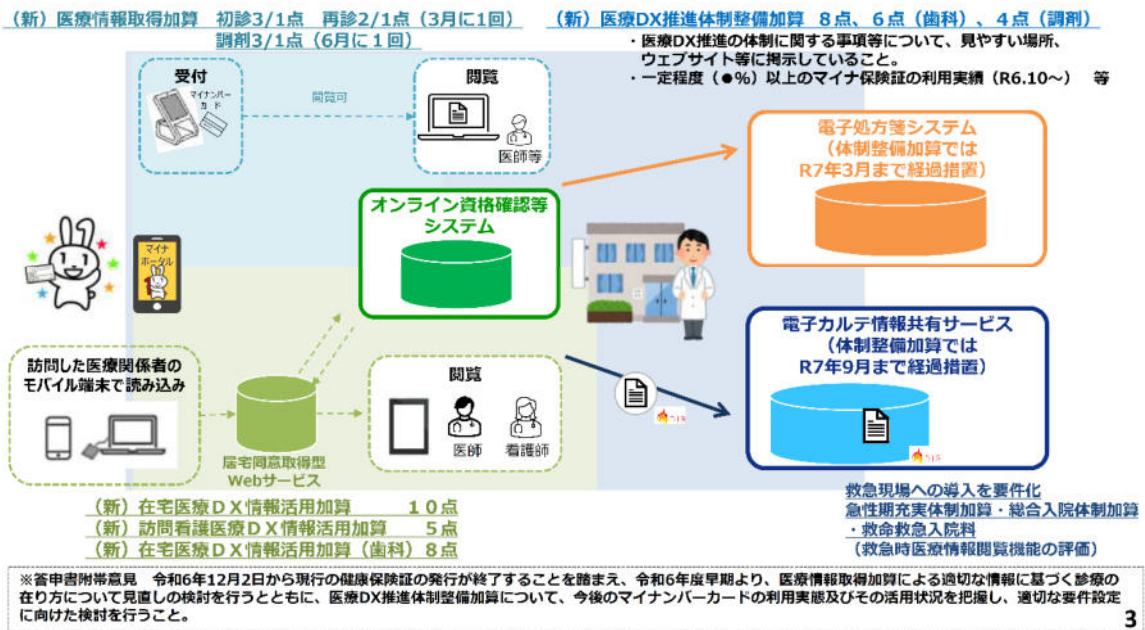 (新)医療情報取得加算 初診3/1点 再診2/1点(3月に1回)
調剤3/1点(6月に1回)
(新)医療DX推進体制整備加算 8点、6点(歯科)、4点(調剤)
・医療DX推進の体制に関する事項等について、見やすい場所、
ウェブサイト等に掲示していること。
・一定程度(●%)以上のマイナ保険証の利用実績(R6.10~) 等
受付
マイナンバー
カード
閲覧可
閲覧
医師等
オンライン資格確認等
システム
電子処方箋システム
(体制整備加算では
R7年3月まで経過措置)
マイナ
ポータル
訪問した医療関係者の
モバイル端末で読み込み
居宅同意取得型
Webサービス
閲覧
医師
看護師
電子カルテ情報共有サービス
(体制整備加算では
R7年9月まで経過措置)
(新)在宅医療DX情報活用加算 10点
(新)訪問看護医療DX情報活用加算 5点
(新)在宅医療DX情報活用加算(歯科)8点
救急現場への導入を要件化
急性期充実体制加算・総合入院体制加算
・救命救急入院料
(救急時医療情報閲覧機能の評価)
※答申書附帯意見 令和6年12月2日から現行の健康保険証の発行が終了することを踏まえ、令和6年度早期より、医療情報取得加算による適切な情報に基づく診療の
在り方について見直しの検討を行うとともに、医療DX推進体制整備加算について、今後のマイナンバーカードの利用実態及びその活用状況を把握し、適切な要件設定
に向けた検討を行うこと。
3